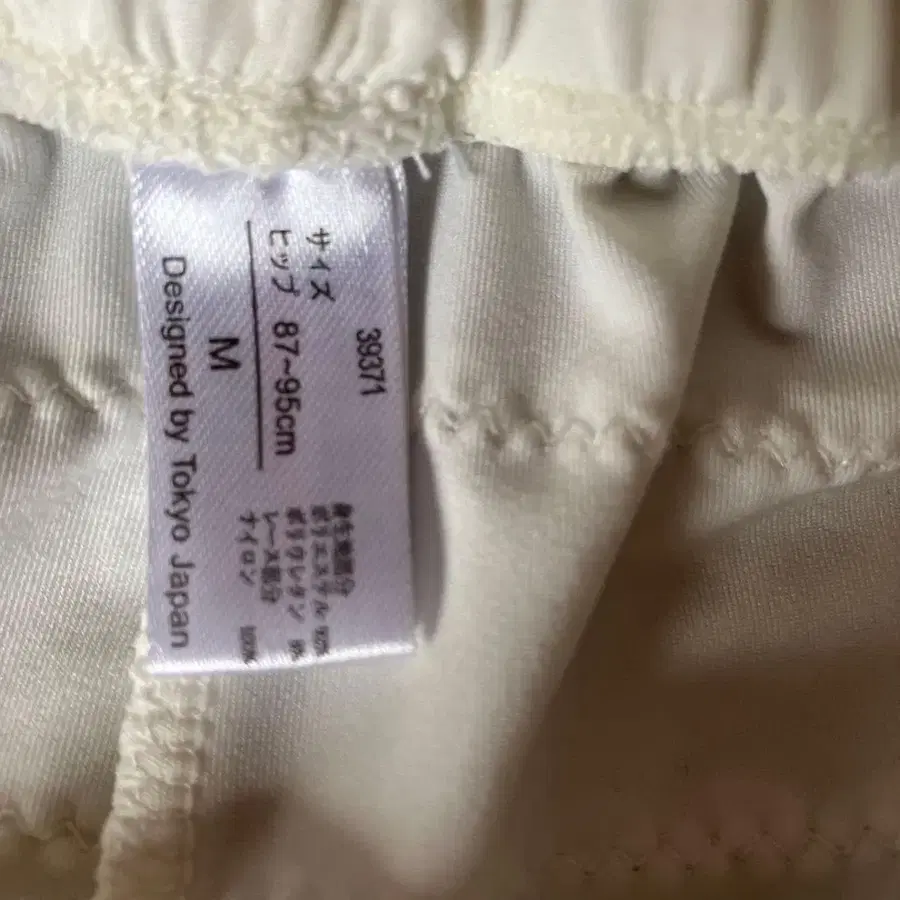 39371
サイズ
ヒップ 87~95cm
M
身生地部分
ポリエステル
ポリウレタン
レース部分
ナイロン 100%
Designed by Tokyo Japan